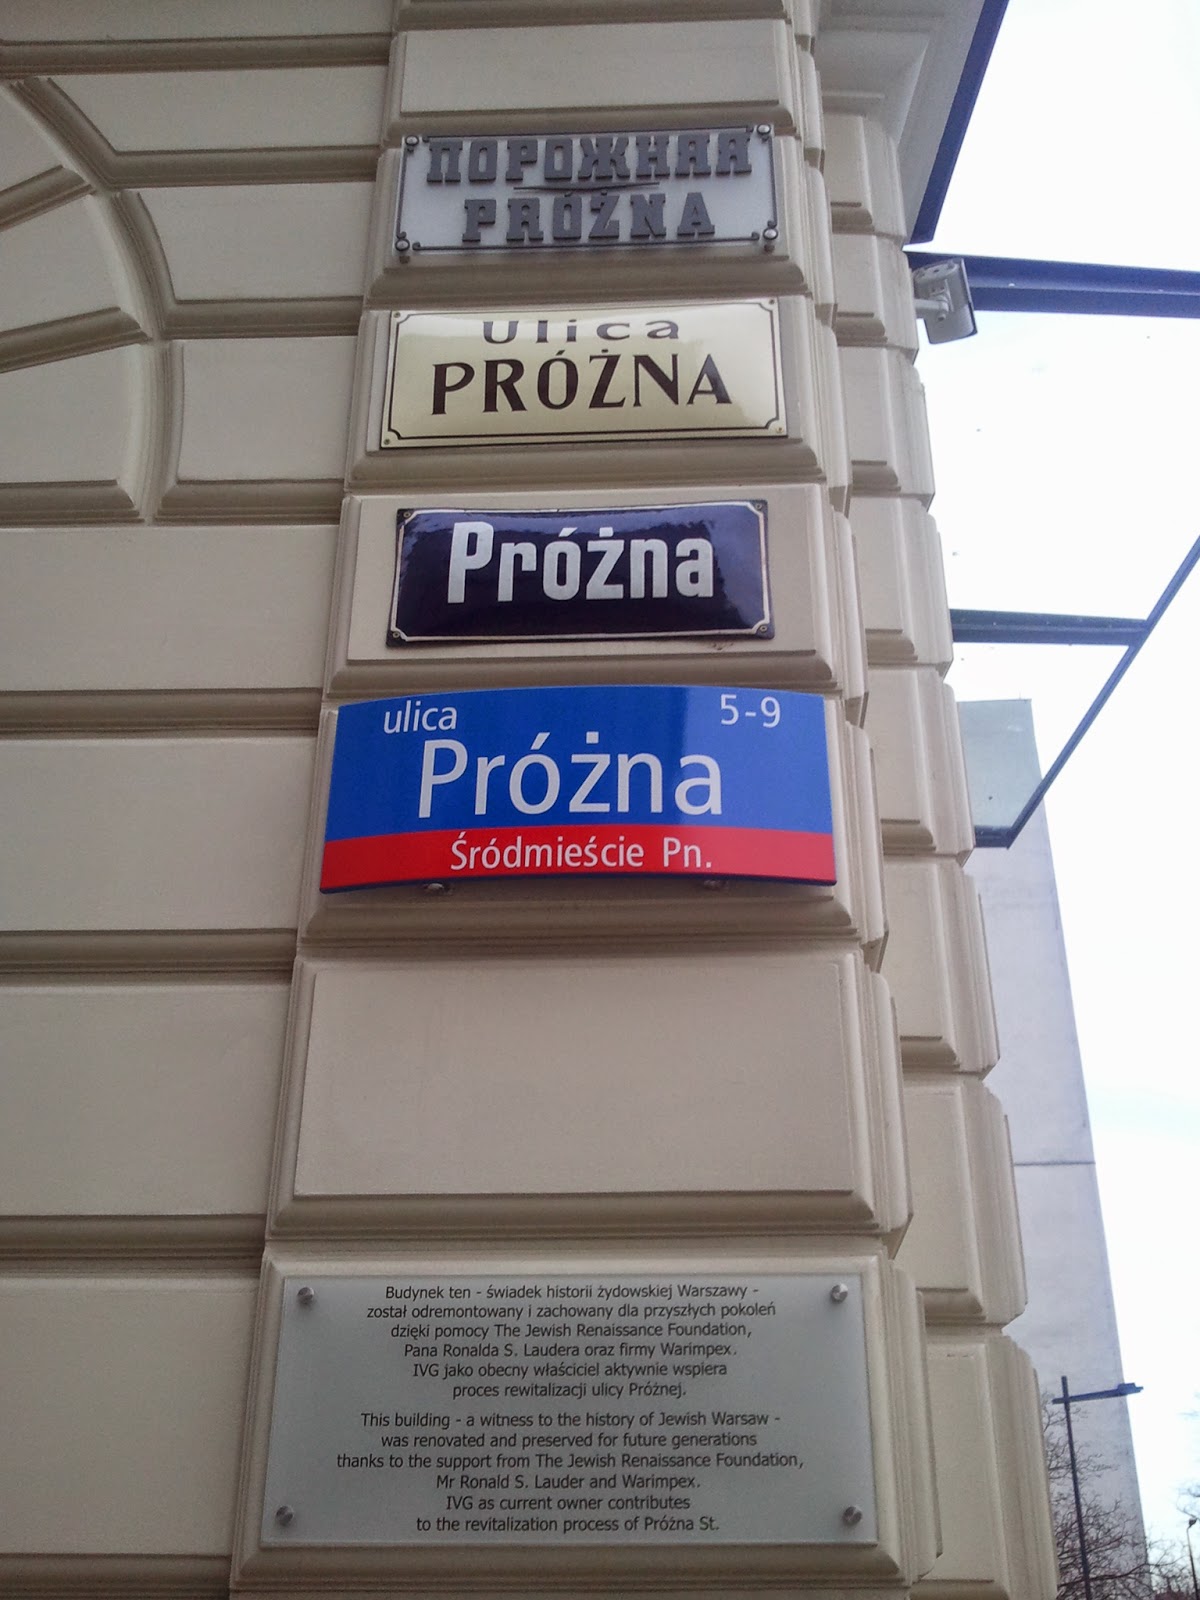 ПОРОЖНАЯ
PRÓŻNA
Ulica
PRÓŻNA
Próżna
ulica 5-9
Próżna
Śródmieście Pn.
Budynek ten - świadek historii żydowskiej Warszawy -
został odremontowany i zachowany dla przyszłych pokoleń
dzięki pomocy The Jewish Renaissance Foundation,
Pana Ronalda S. Laudera oraz firmy Warimpex.
IVG jako obecny właściciel aktywnie wspiera
proces rewitalizacji ulicy Próżnej.
This building - a witness to the history of Jewish Warsaw -
was renovated and preserved for future generations
thanks to the support from The Jewish Renaissance Foundation,
Mr Ronald S. Lauder and Warimpex.
IVG as current owner contributes
to the revitalization process of Próżna St.